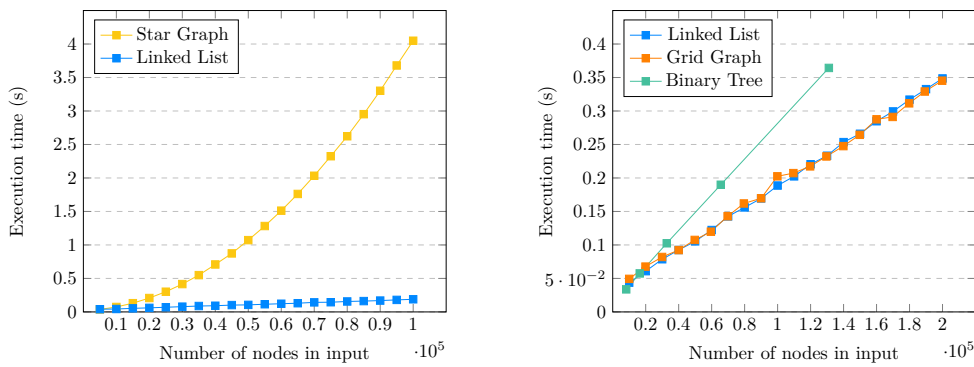 Star Graph
Linked List
Execution time (s)
4
3.5
3
2.5
2
1.5
1
0.5
0
0.1 0.2 0.3 0.4 0.5 0.6 0.7 0.8 0.9 1
Number of nodes in input
·10⁵
Linked List
Grid Graph
Binary Tree
Execution time (s)
0.4
0.35
0.3
0.25
0.2
0.15
0.1
5 · 10⁻²
0
0.2 0.4 0.6 0.8 1 1.2 1.4 1.6 1.8 2
Number of nodes in input
·10⁵